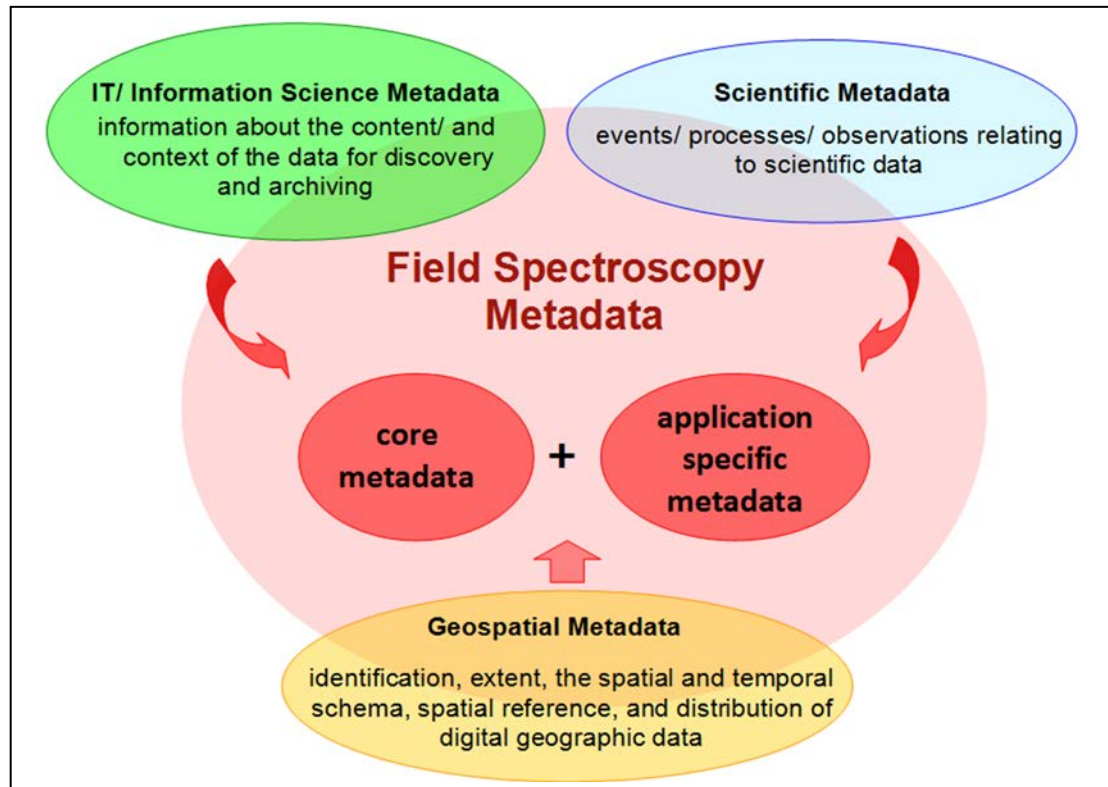 IT/ Information Science Metadata
information about the content/ and
context of the data for discovery
and archiving
Scientific Metadata
events/ processes/ observations relating
to scientific data
Field Spectroscopy
Metadata
core
metadata
+
application
specific
metadata
Geospatial Metadata
identification, extent, the spatial and temporal
schema, spatial reference, and distribution of
digital geographic data